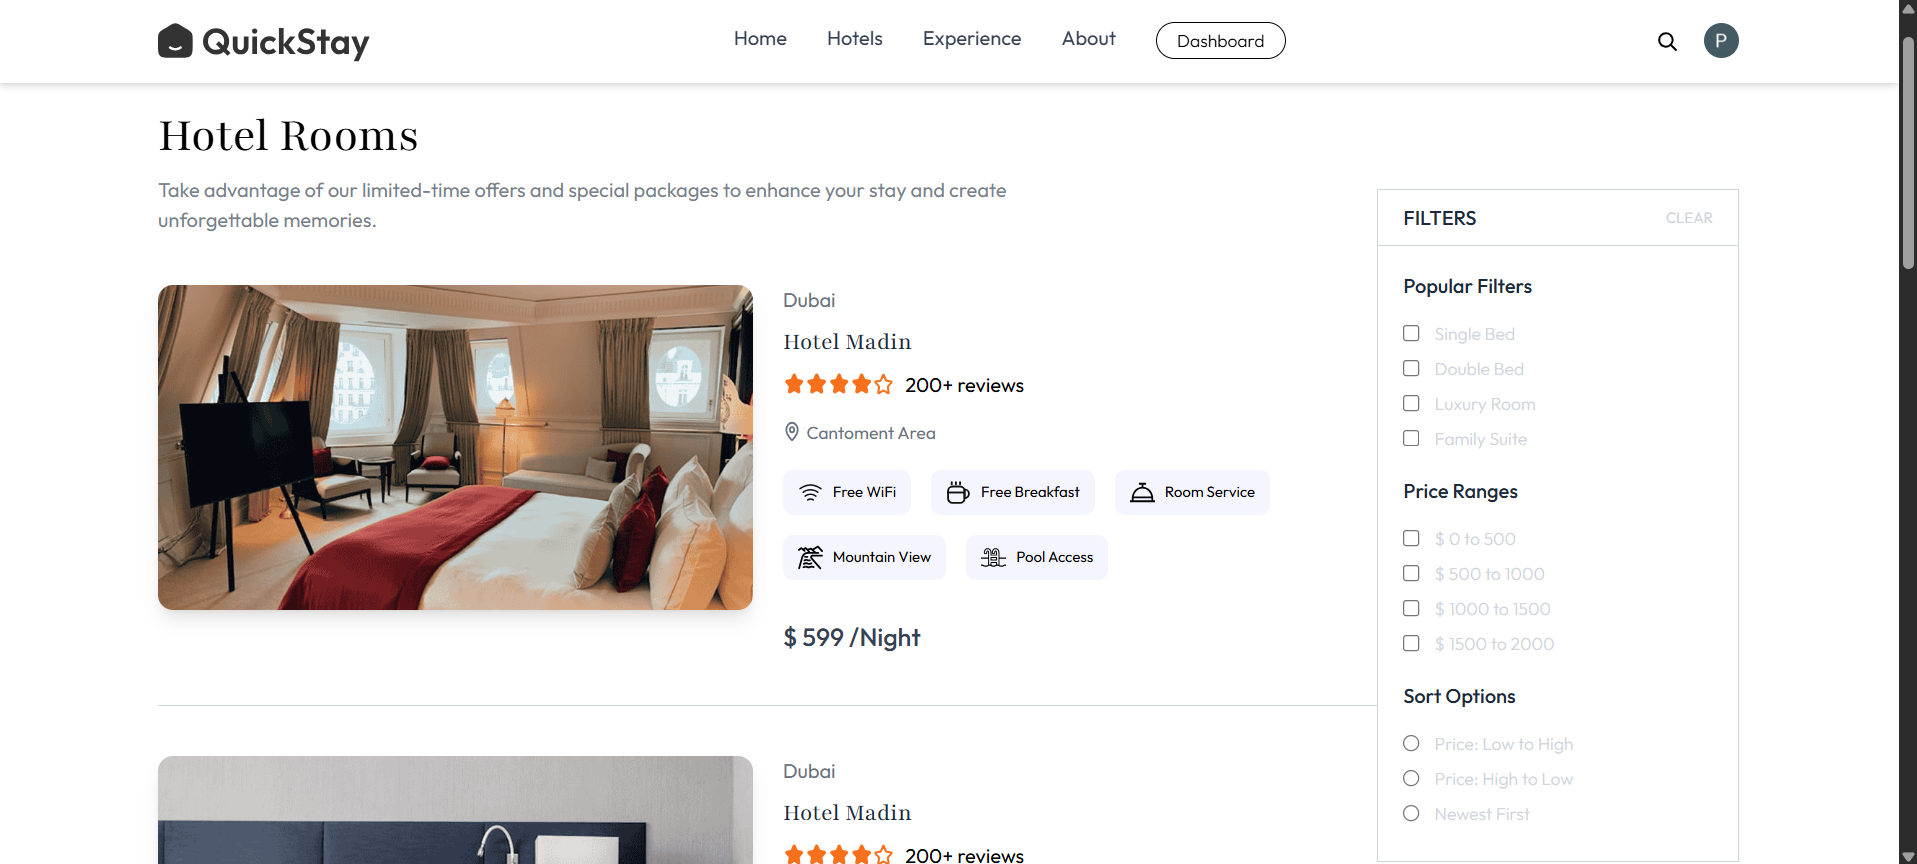 QuickStay
Home
Hotels
Experience
About
Dashboard
P
Hotel Rooms
Take advantage of our limited-time offers and special packages to enhance your stay and create
unforgettable memories.
Dubai
Hotel Madin
200+ reviews
Cantoment Area
Free WiFi
Free Breakfast
Room Service
Mountain View
Pool Access
$ 599 /Night
Dubai
Hotel Madin
200+ reviews
FILTERS
CLEAR
Popular Filters
Single Bed
Double Bed
Luxury Room
Family Suite
Price Ranges
$ 0 to 500
$ 500 to 1000
$ 1000 to 1500
$ 1500 to 2000
Sort Options
Price: Low to High
Price: High to Low
Newest First